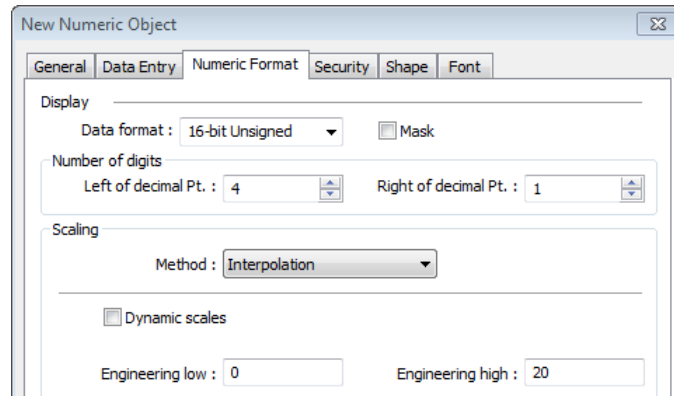 New Numeric Object
General Data Entry Numeric Format Security Shape Font
Display
Data format : 16-bit Unsigned Mask
Number of digits
Left of decimal Pt. : 4 Right of decimal Pt. : 1
Scaling
Method : Interpolation
Dynamic scales
Engineering low : 0 Engineering high : 20